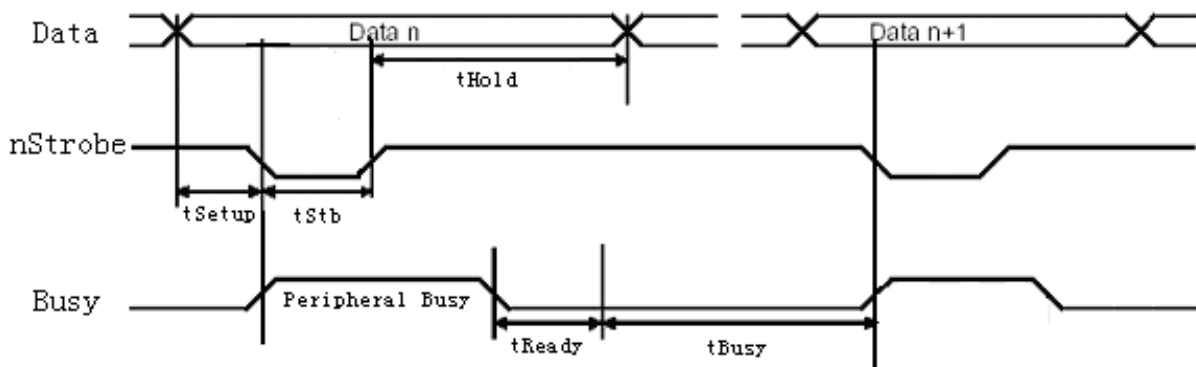 Data
Data n
Data n+1
tHold
nStrobe
tSetup
tStb
Busy
Peripheral Busy
tReady
tBusy